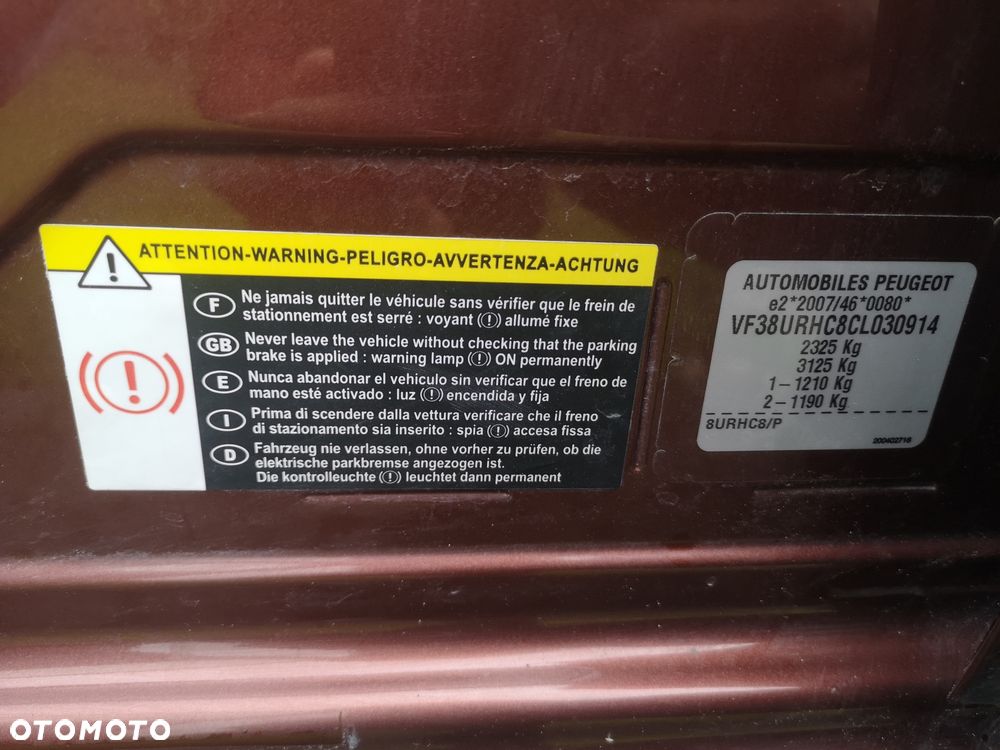 ATTENTION-WARNING-PELIGRO-AVVERTENZA-ACHTUNG
F Ne jamais quitter le véhicule sans vérifier que le frein de
stationnement est serré : voyant (!) allumé fixe
GB Never leave the vehicle without checking that the parking
brake is applied : warning lamp (!) ON permanently
E Nunca abandonar el vehiculo sin verificar que el freno de
mano esté activado : luz (!) encendida y fija
I Prima di scendere dalla vettura verificare che il freno
di stazionamento sia inserito : spia (!) accesa fissa
D Fahrzeug nie verlassen, ohne vorher zu prüfen, ob die
elektrische parkbremse angezogen ist.
Die kontrolleuchte (!) leuchtet dann permanent
AUTOMOBILES PEUGEOT
e2*2007/46*0080*
VF38URHC8CL030914
2325 Kg
3125 Kg
1-1210 Kg
2-1190 Kg
8URHC8/P
200402716
OTOMOTO